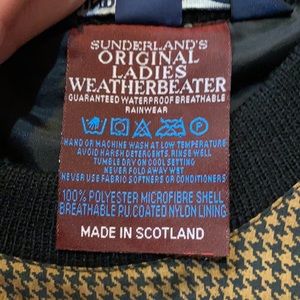 SUNDERLAND'S
ORIGINAL
LADIES
WEATHERBEATER
GUARANTEED WATERPROOF BREATHABLE
RAINWEAR
HAND OR MACHINE WASH AT LOW TEMPERATURE
AVOID HARSH DETERGENTS. RINSE WELL
TUMBLE DRY ON COOL SETTING
NEVER FOLD AWAY WET
NEVER USE FABRIC SOFTNERS OR CONDITIONERS
100% POLYESTER MICROFIBRE SHELL
BREATHABLE P.U. COATED NYLON LINING
MADE IN SCOTLAND